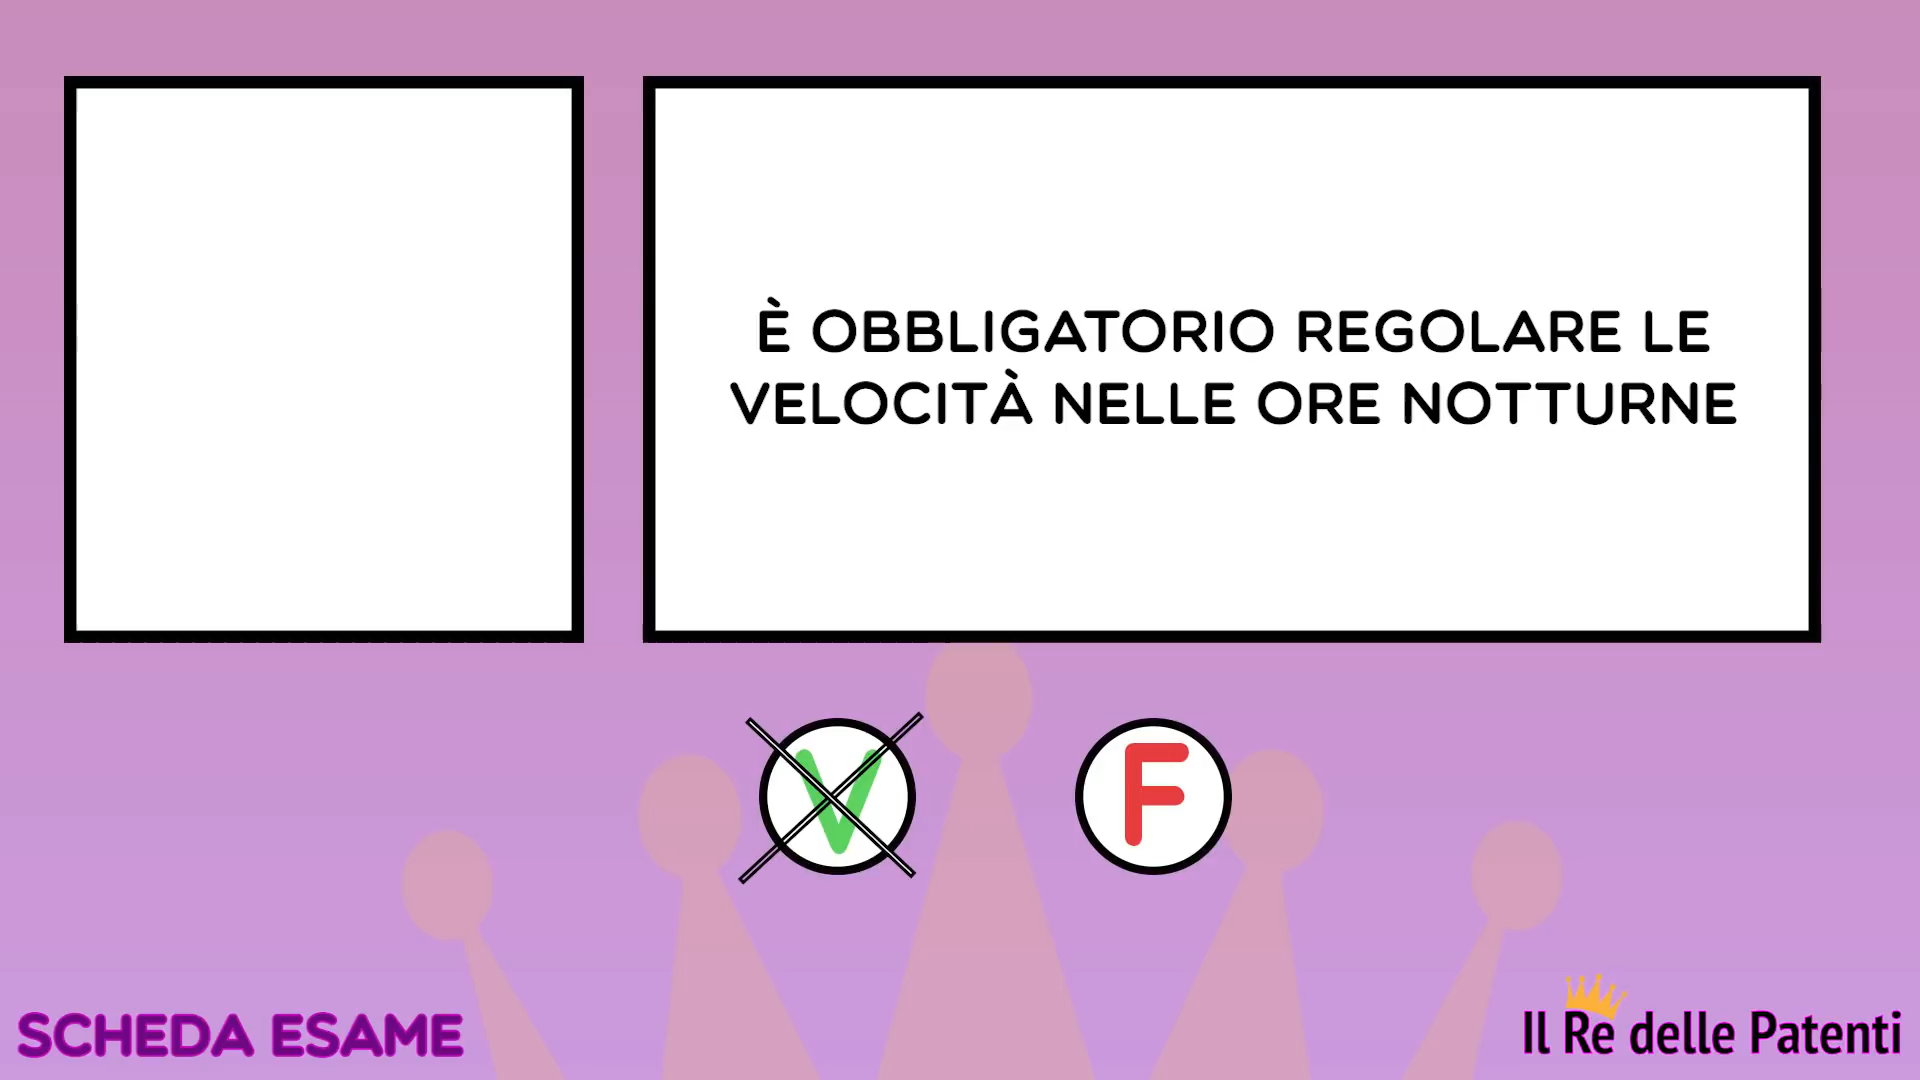 È OBBLIGATORIO REGOLARE LE
VELOCITÀ NELLE ORE NOTTURNE
V F
SCHEDA ESAME
Il Re delle Patenti